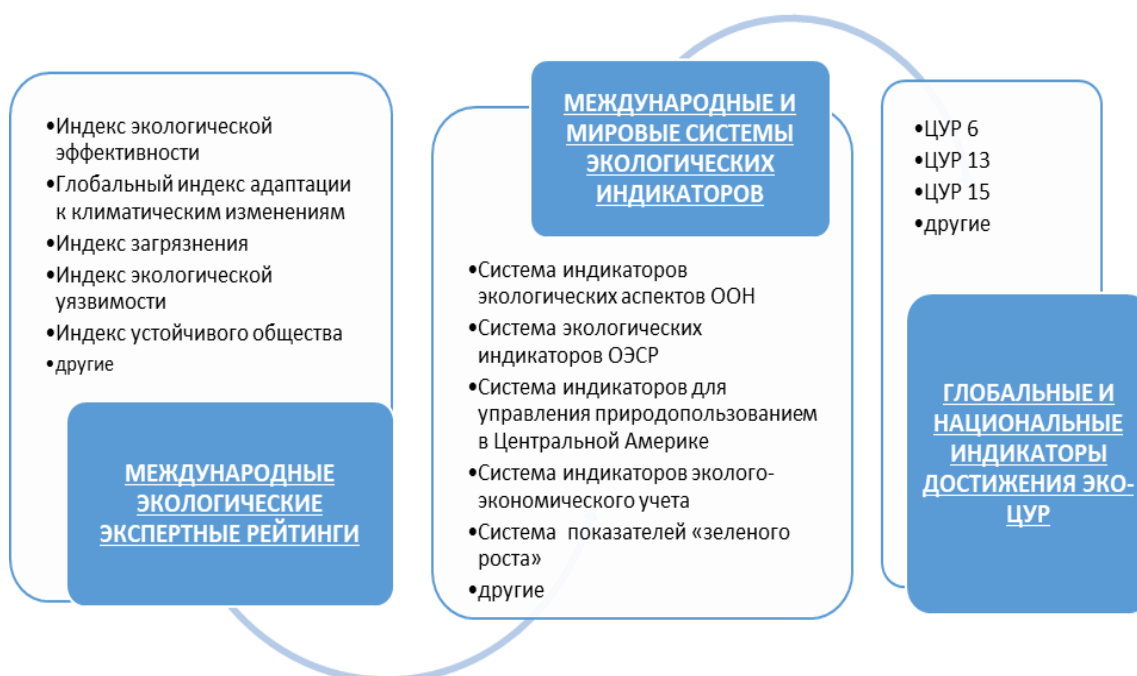 •Индекс экологической
эффективности
•Глобальный индекс адаптации
к климатическим изменениям
•Индекс загрязнения
•Индекс экологической
уязвимости
•Индекс устойчивого общества
•другие
МЕЖДУНАРОДНЫЕ
ЭКОЛОГИЧЕСКИЕ
ЭКСПЕРТНЫЕ РЕЙТИНГИ
МЕЖДУНАРОДНЫЕ И
МИРОВЫЕ СИСТЕМЫ
ЭКОЛОГИЧЕСКИХ
ИНДИКАТОРОВ
•Система индикаторов
экологических аспектов ООН
•Система экологических
индикаторов ОЭСР
•Система индикаторов для
управления природопользованием
в Центральной Америке
•Система индикаторов эколого-
экономического учета
•Система показателей «зеленого
роста»
•другие
•ЦУР 6
•ЦУР 13
•ЦУР 15
•другие
ГЛОБАЛЬНЫЕ И
НАЦИОНАЛЬНЫЕ
ИНДИКАТОРЫ
ДОСТИЖЕНИЯ ЭКО-
ЦУР